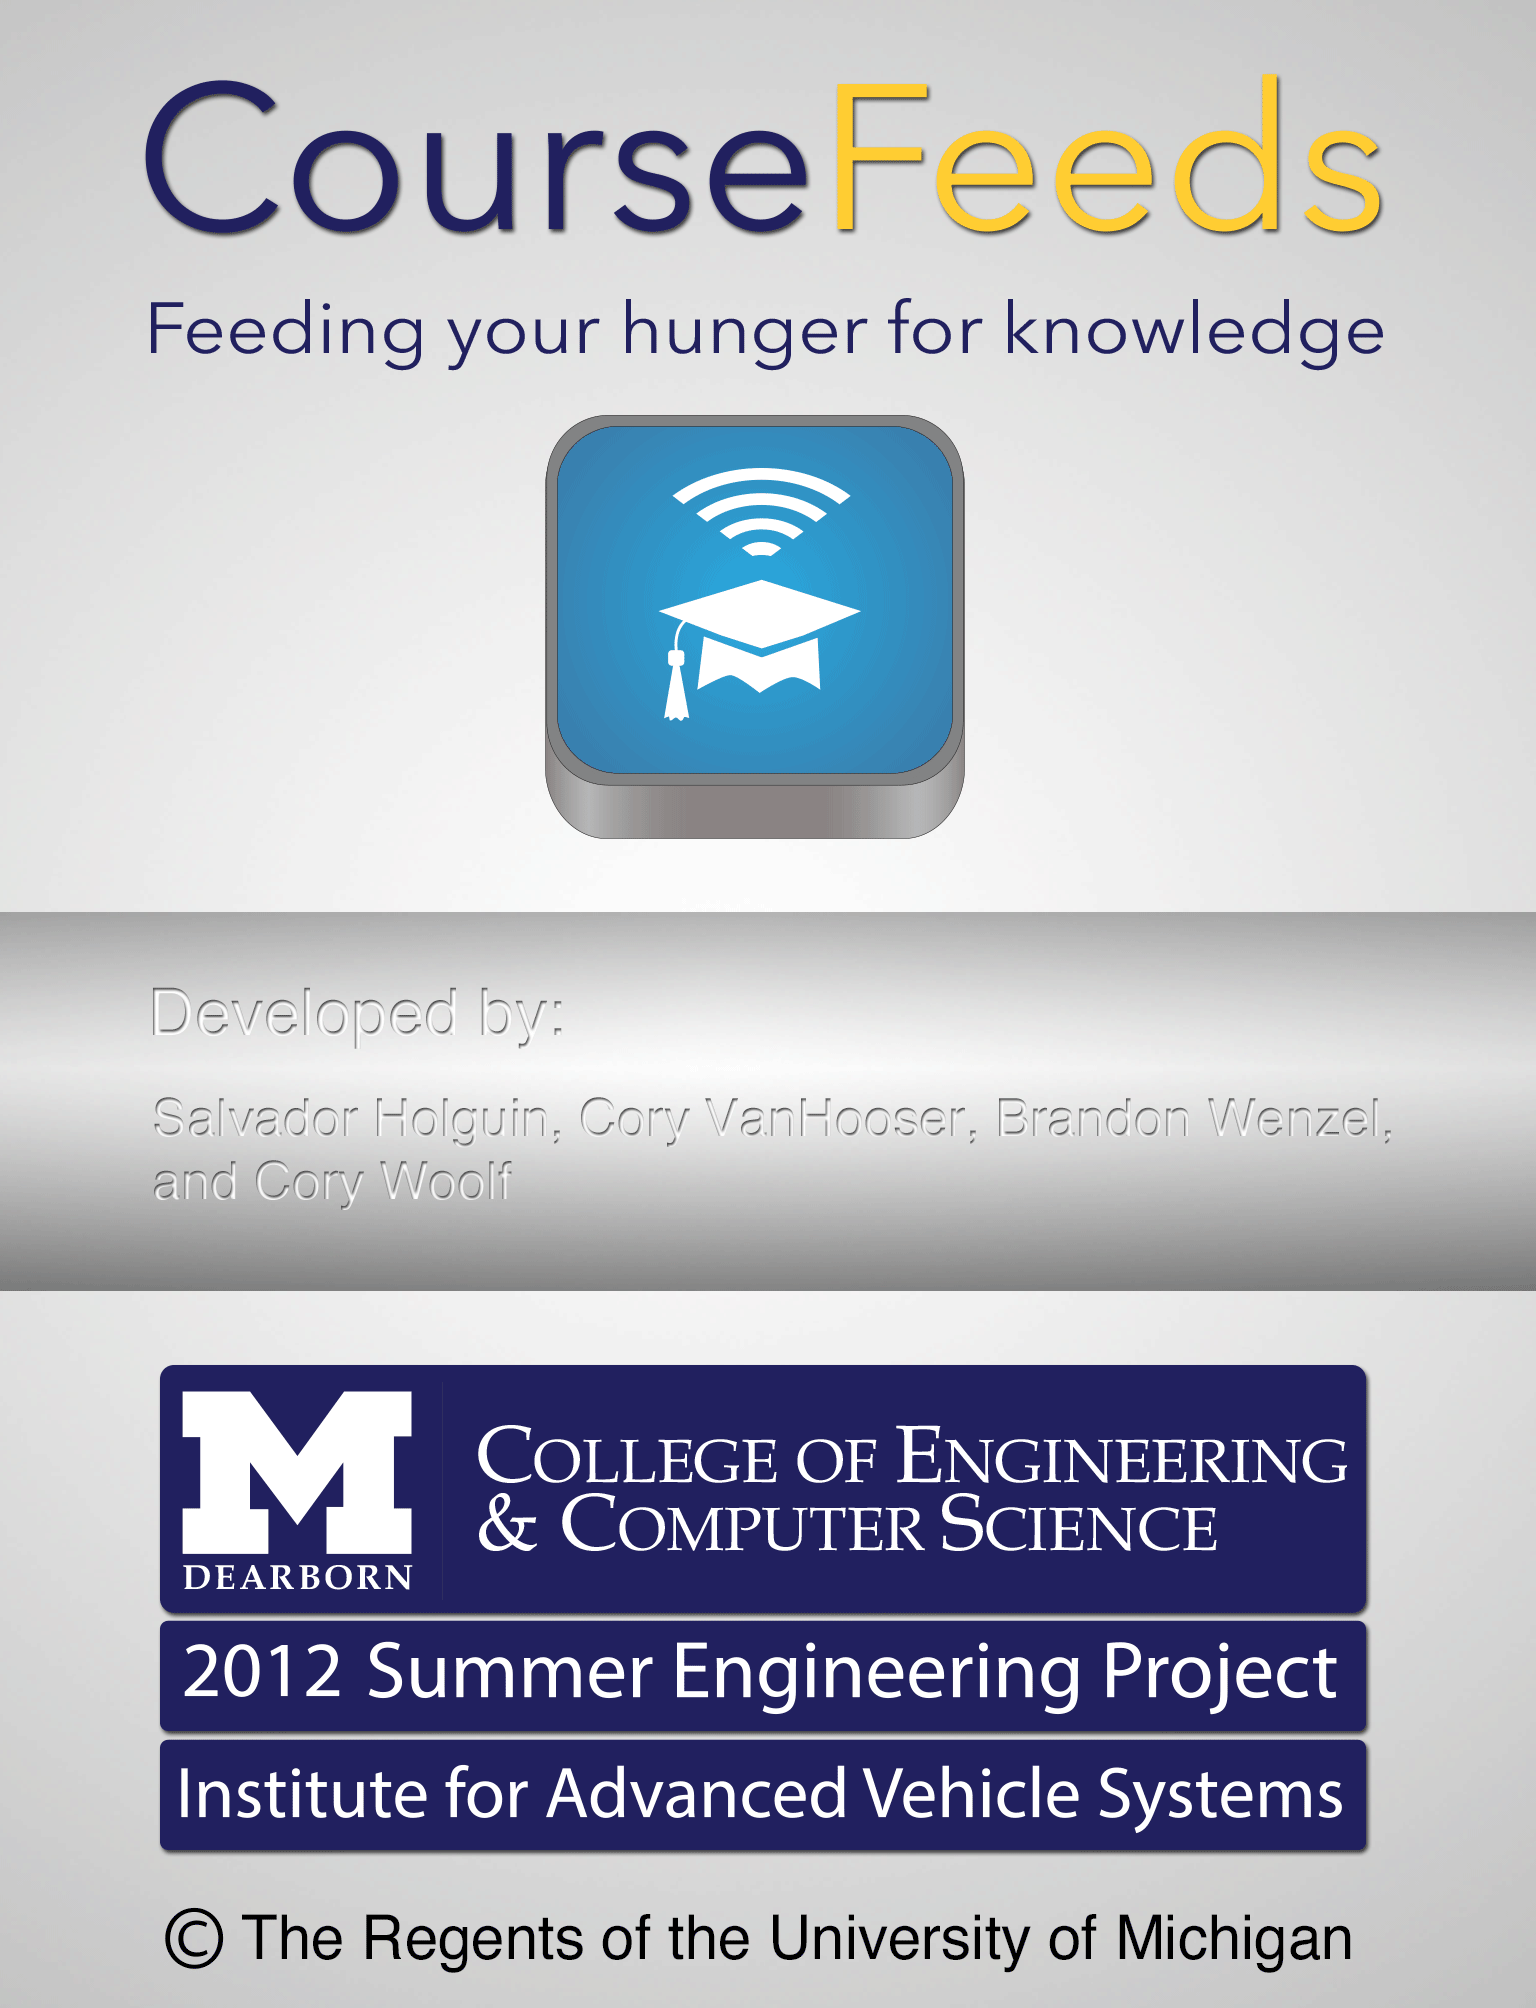 CourseFeeds
Feeding your hunger for knowledge
Developed by:
Salvador Holguin, Cory VanHooser, Brandon Wenzel,
and Cory Woolf
M
DEARBORN
COLLEGE OF ENGINEERING
& COMPUTER SCIENCE
2012 Summer Engineering Project
Institute for Advanced Vehicle Systems
© The Regents of the University of Michigan